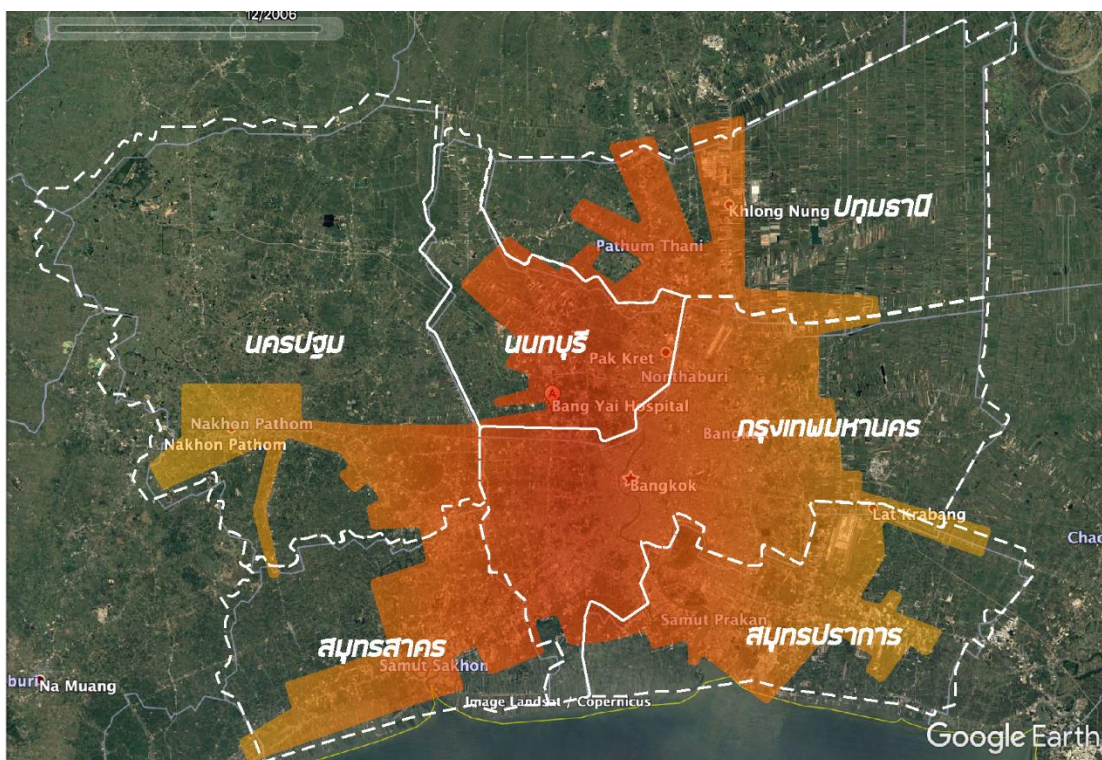 12/2006
Khlong Nung
ปทุมธานี
Pathum Thani
นครปฐม
นนทบุรี
Pak Kret
Nonthaburi
Bang Yai Hospital
A
Nakhon Pathom
Nakhon Pathom
กรุงเทพมหานคร
Bangkok
Lat Krabang
สมุทรสาคร
Samut Sakhon
Samut Prakan
สมุทรปราการ
Na Muang
Image Landsat / Copernicus
Google Earth